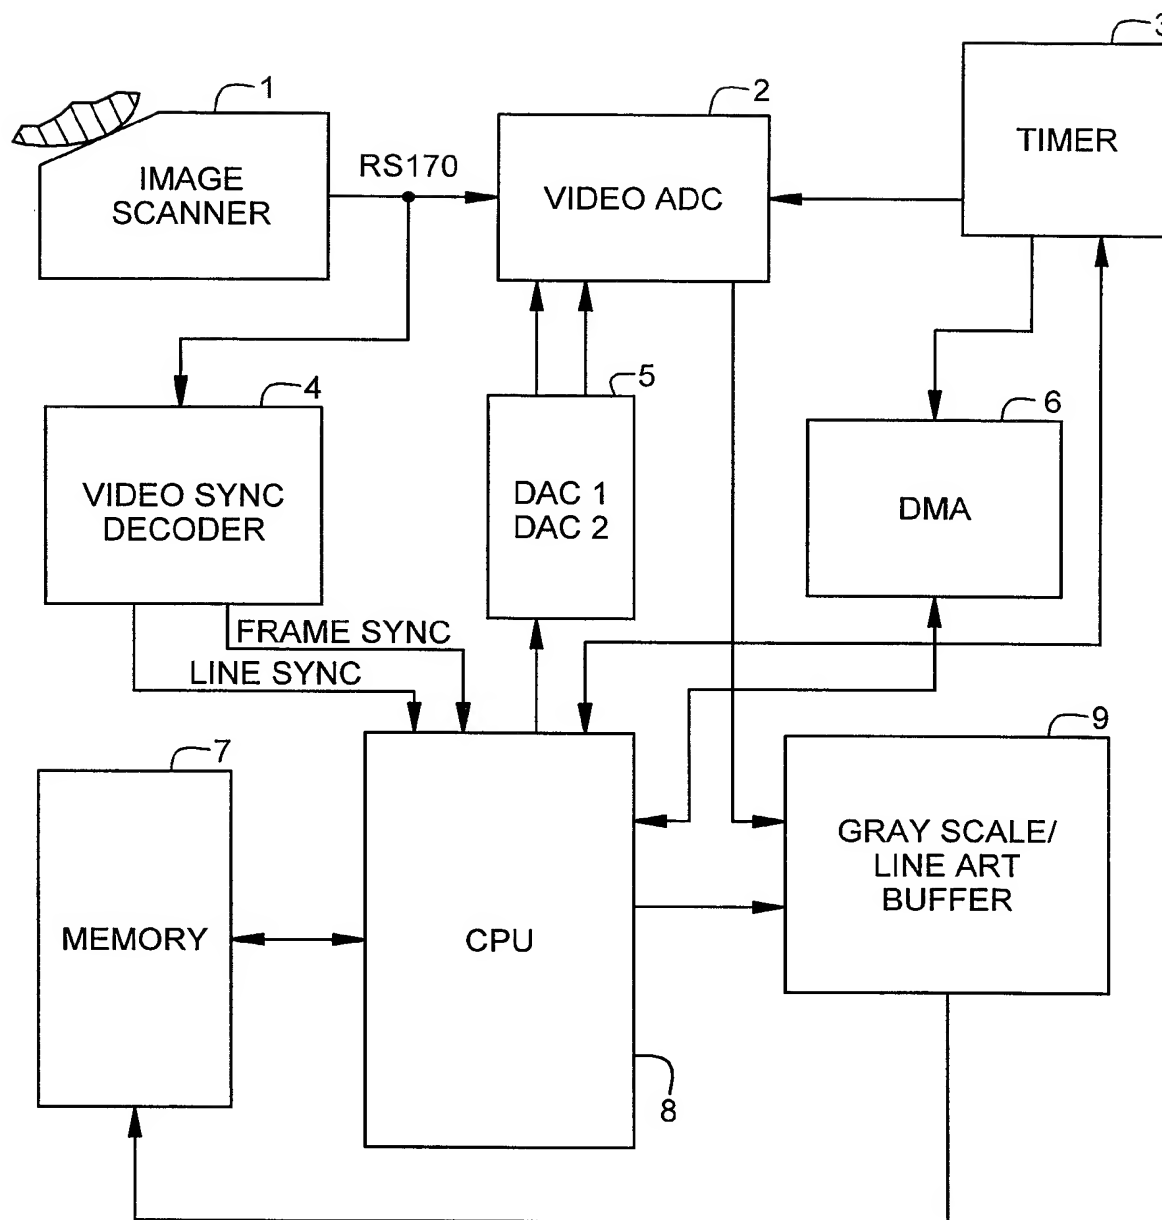 1
2
3
IMAGE
SCANNER
RS170
VIDEO ADC
TIMER
4
5
6
VIDEO SYNC
DECODER
DAC 1
DAC 2
DMA
FRAME SYNC
LINE SYNC
7
9
MEMORY
CPU
GRAY SCALE/
LINE ART
BUFFER
8